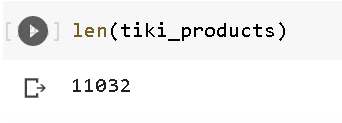 [ ] len(tiki_products)
11032